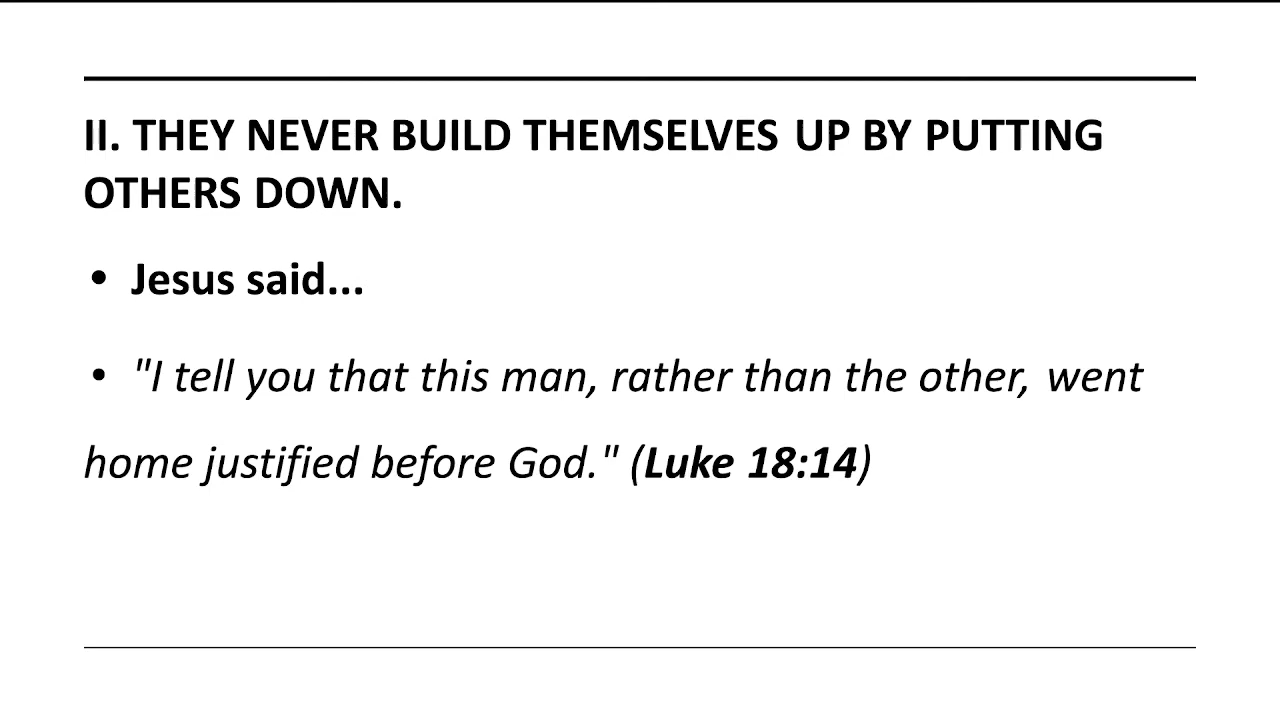 II. THEY NEVER BUILD THEMSELVES UP BY PUTTING
OTHERS DOWN.
• Jesus said...
• "I tell you that this man, rather than the other, went
home justified before God." (Luke 18:14)